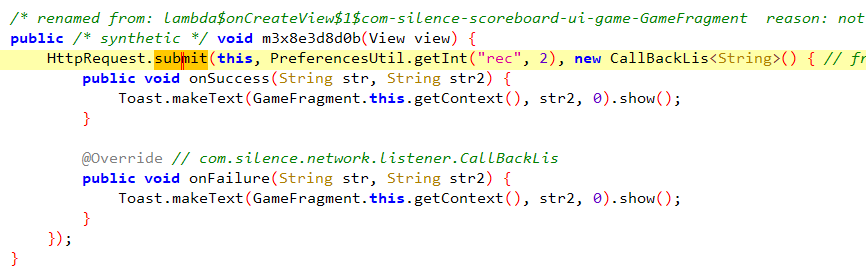 /* renamed from: lambda$onCreateView$1$com-silence-scoreboard-ui-game-GameFragment  reason: not
public /* synthetic */ void m3x8e3d8d0b(View view) {
    HttpRequest.submit(this, PreferencesUtil.getInt("rec", 2), new CallBackLis<String>() { // fr
        public void onSuccess(String str, String str2) {
            Toast.makeText(GameFragment.this.getContext(), str2, 0).show();
        }

        @Override // com.silence.network.listener.CallBackLis
        public void onFailure(String str, String str2) {
            Toast.makeText(GameFragment.this.getContext(), str2, 0).show();
        }
    });
}